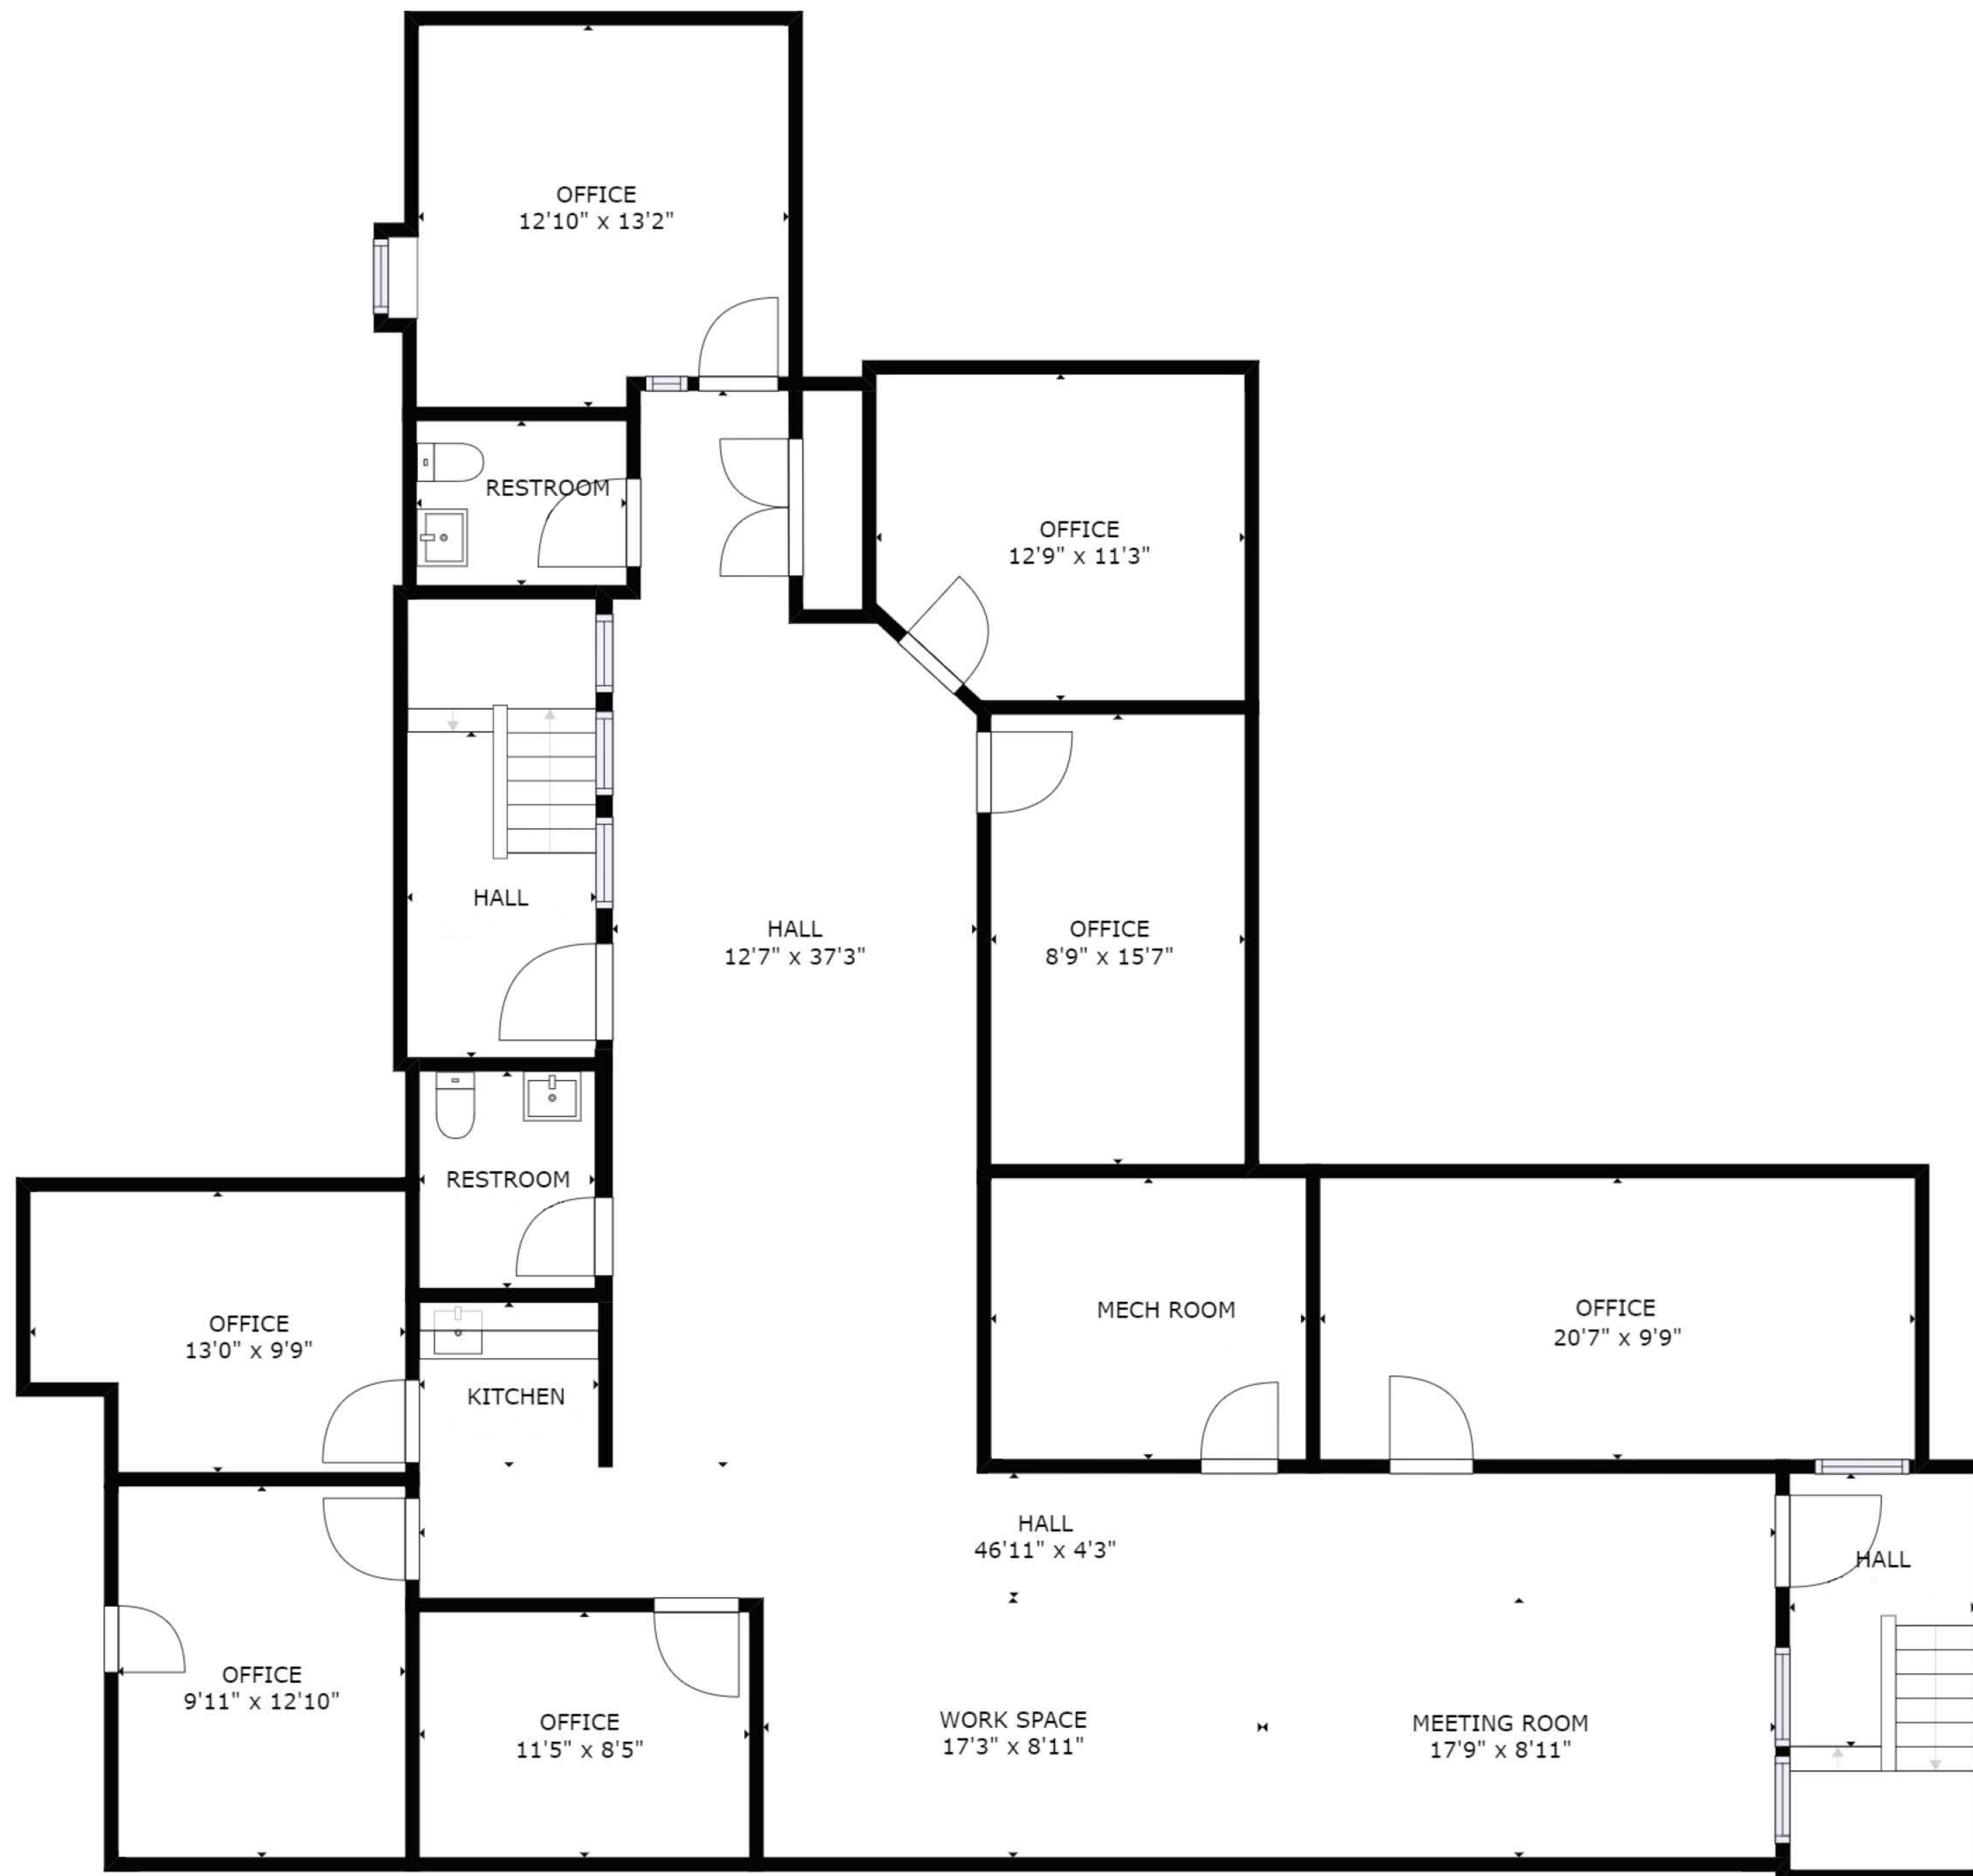 OFFICE
12'10" x 13'2"
RESTROOM
OFFICE
12'9" x 11'3"
HALL
HALL
12'7" x 37'3"
OFFICE
8'9" x 15'7"
RESTROOM
OFFICE
13'0" x 9'9"
KITCHEN
MECH ROOM
OFFICE
20'7" x 9'9"
HALL
46'11" x 4'3"
HALL
OFFICE
9'11" x 12'10"
OFFICE
11'5" x 8'5"
WORK SPACE
17'3" x 8'11"
MEETING ROOM
17'9" x 8'11"